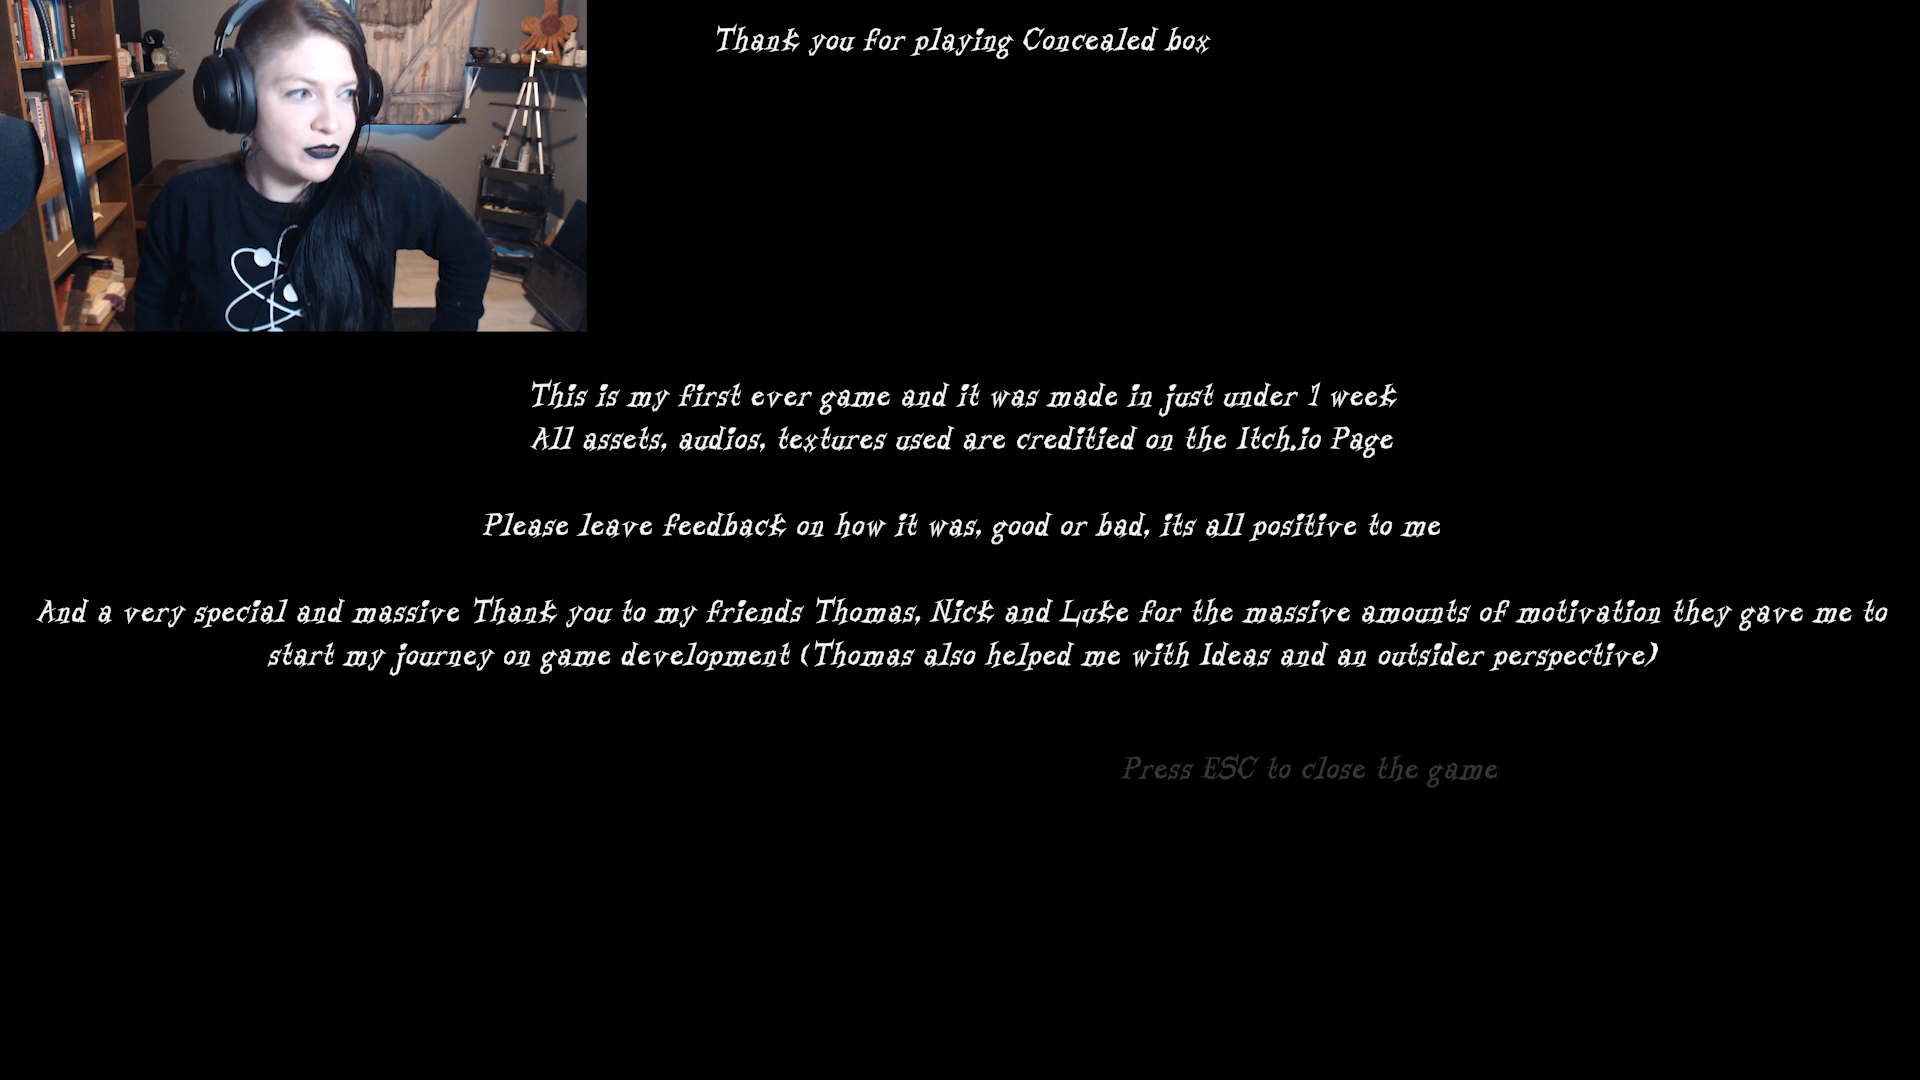 Thank you for playing Concealed box
This is my first ever game and it was made in just under 1 week
All assets, audios, textures used are creditied on the Itch.io Page
Please leave feedback on how it was, good or bad, its all positive to me
And a very special and massive Thank you to my friends Thomas, Nick and Luke for the massive amounts of motivation they gave me to
start my journey on game development (Thomas also helped me with Ideas and an outsider perspective)
Press ESC to close the game